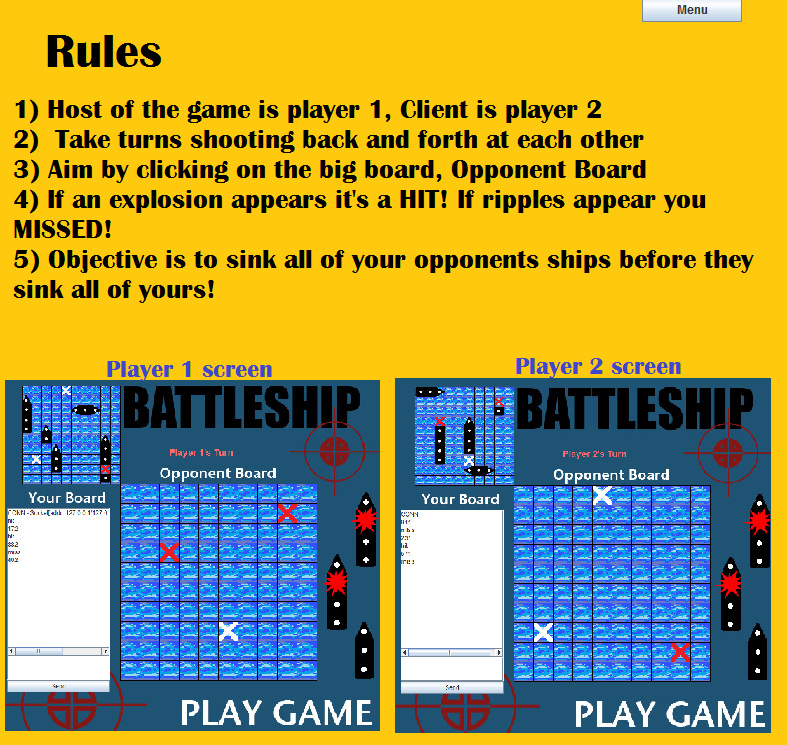 Menu
Rules
1) Host of the game is player 1, Client is player 2
2) Take turns shooting back and forth at each other
3) Aim by clicking on the big board, Opponent Board
4) If an explosion appears it's a HIT! If ripples appear you
MISSED!
5) Objective is to sink all of your opponents ships before they
sink all of yours!
Player 1 screen
BATTLESHIP
Player 1's Turn
Opponent Board
Your Board
hit
hit
Send
PLAY GAME
Player 2 screen
BATTLESHIP
Player 2's Turn
Opponent Board
Your Board
hit
Send
PLAY GAME